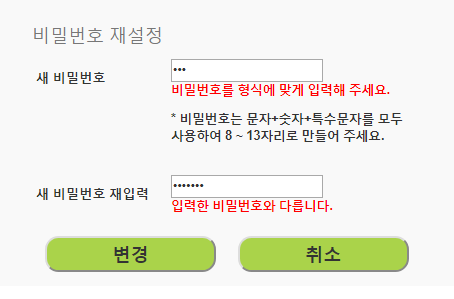 비밀번호 재설정
새 비밀번호
•••
비밀번호를 형식에 맞게 입력해 주세요.
* 비밀번호는 문자+숫자+특수문자를 모두
사용하여 8 ~ 13자리로 만들어 주세요.
새 비밀번호 재입력
•••••••
입력한 비밀번호와 다릅니다.
변경
취소